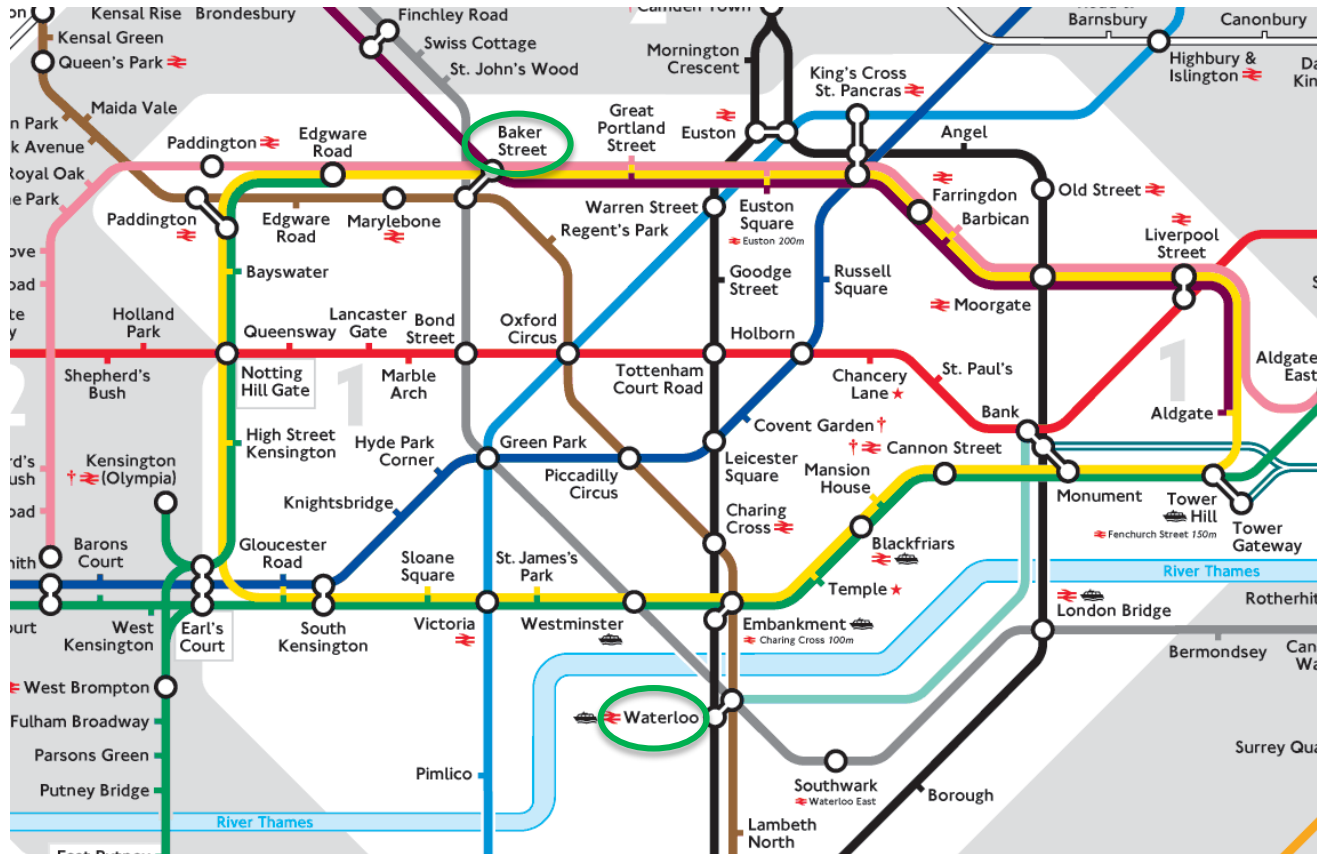 Kensal Rise
Brondesbury
Finchley Road
Camden Town
Barnsbury
Canonbury
Kensal Green
Queen's Park
Swiss Cottage
St. John's Wood
Mornington
Crescent
King's Cross
St. Pancras
Highbury &
Islington
Maida Vale
Paddington
Edgware
Road
Baker
Street
Great
Portland
Street
Euston
Angel
n Park
k Avenue
Royal Oak
e Park
Paddington
Edgware
Road
Marylebone
Regent's Park
Warren Street
Euston
Square
Euston 200m
Farringdon
Barbican
Old Street
Liverpool
Street
Bayswater
Goodge
Street
Russell
Square
Moorgate
Holland
Park
Queensway
Lancaster
Gate
Bond
Street
Oxford
Circus
Holborn
Shepherd's
Bush
Notting
Hill Gate
1
Marble
Arch
Tottenham
Court Road
Chancery
Lane
St. Paul's
1
Aldgate
East
2
Bank
Aldgate
High Street
Kensington
Hyde Park
Corner
Green Park
Covent Garden †
† Cannon Street
Kensington
† (Olympia)
Knightsbridge
Piccadilly
Circus
Leicester
Square
Mansion
House
Monument
Tower
Hill
Fenchurch Street 150m
Tower
Gateway
Charing
Cross
Blackfriars
Barons
Court
Gloucester
Road
Sloane
Square
St. James's
Park
Temple
River Thames
West
Kensington
Earl's
Court
South
Kensington
Victoria
Westminster
Embankment
Charing Cross 100m
London Bridge
Bermondsey
West Brompton
Fulham Broadway
Parsons Green
Putney Bridge
Waterloo
Pimlico
Southwark
Waterloo East
Borough
Surrey Qua
River Thames
Lambeth
North